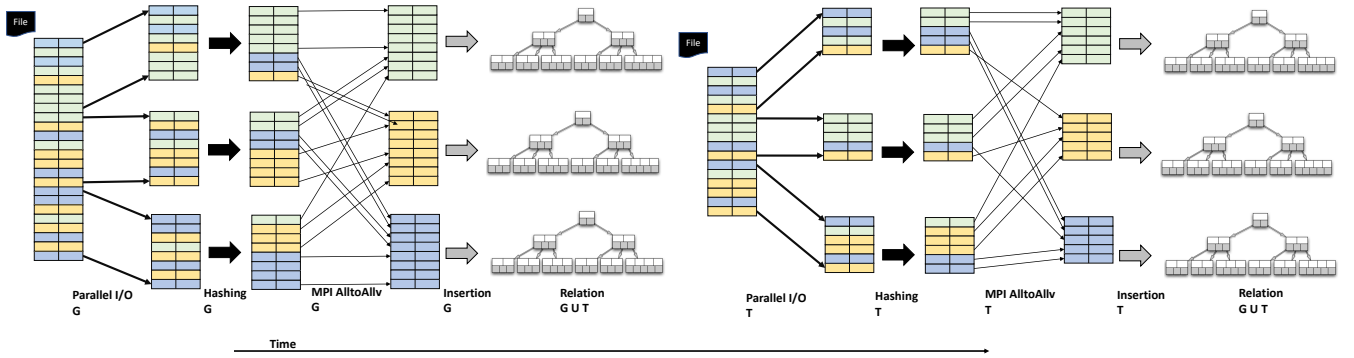 File
File
Parallel I/O
G
Hashing
G
MPI AlltoAllv
G
Insertion
G
Relation
G U T
Parallel I/O
T
Hashing
T
MPI AlltoAllv
T
Insertion
T
Relation
G U T
Time